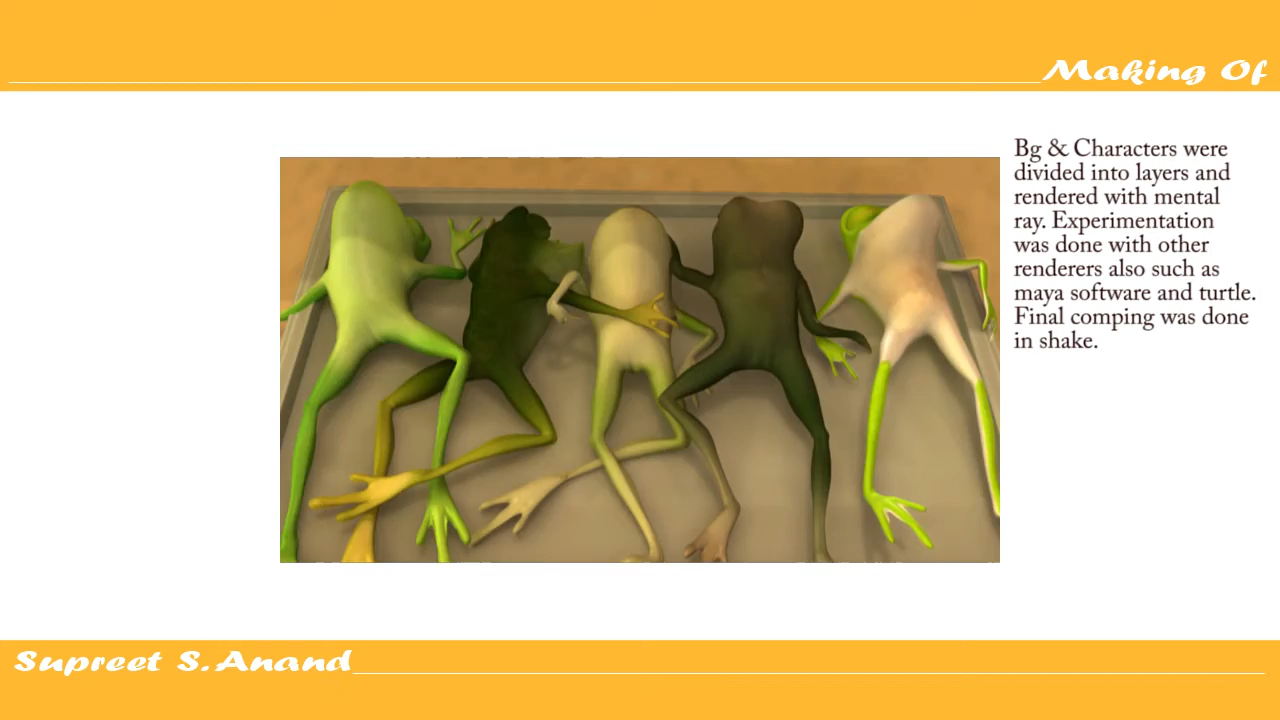 Making Of
Bg & Characters were
divided into layers and
rendered with mental
ray. Experimentation
was done with other
renderers also such as
maya software and turtle.
Final comping was done
in shake.
Supreet S.Anand